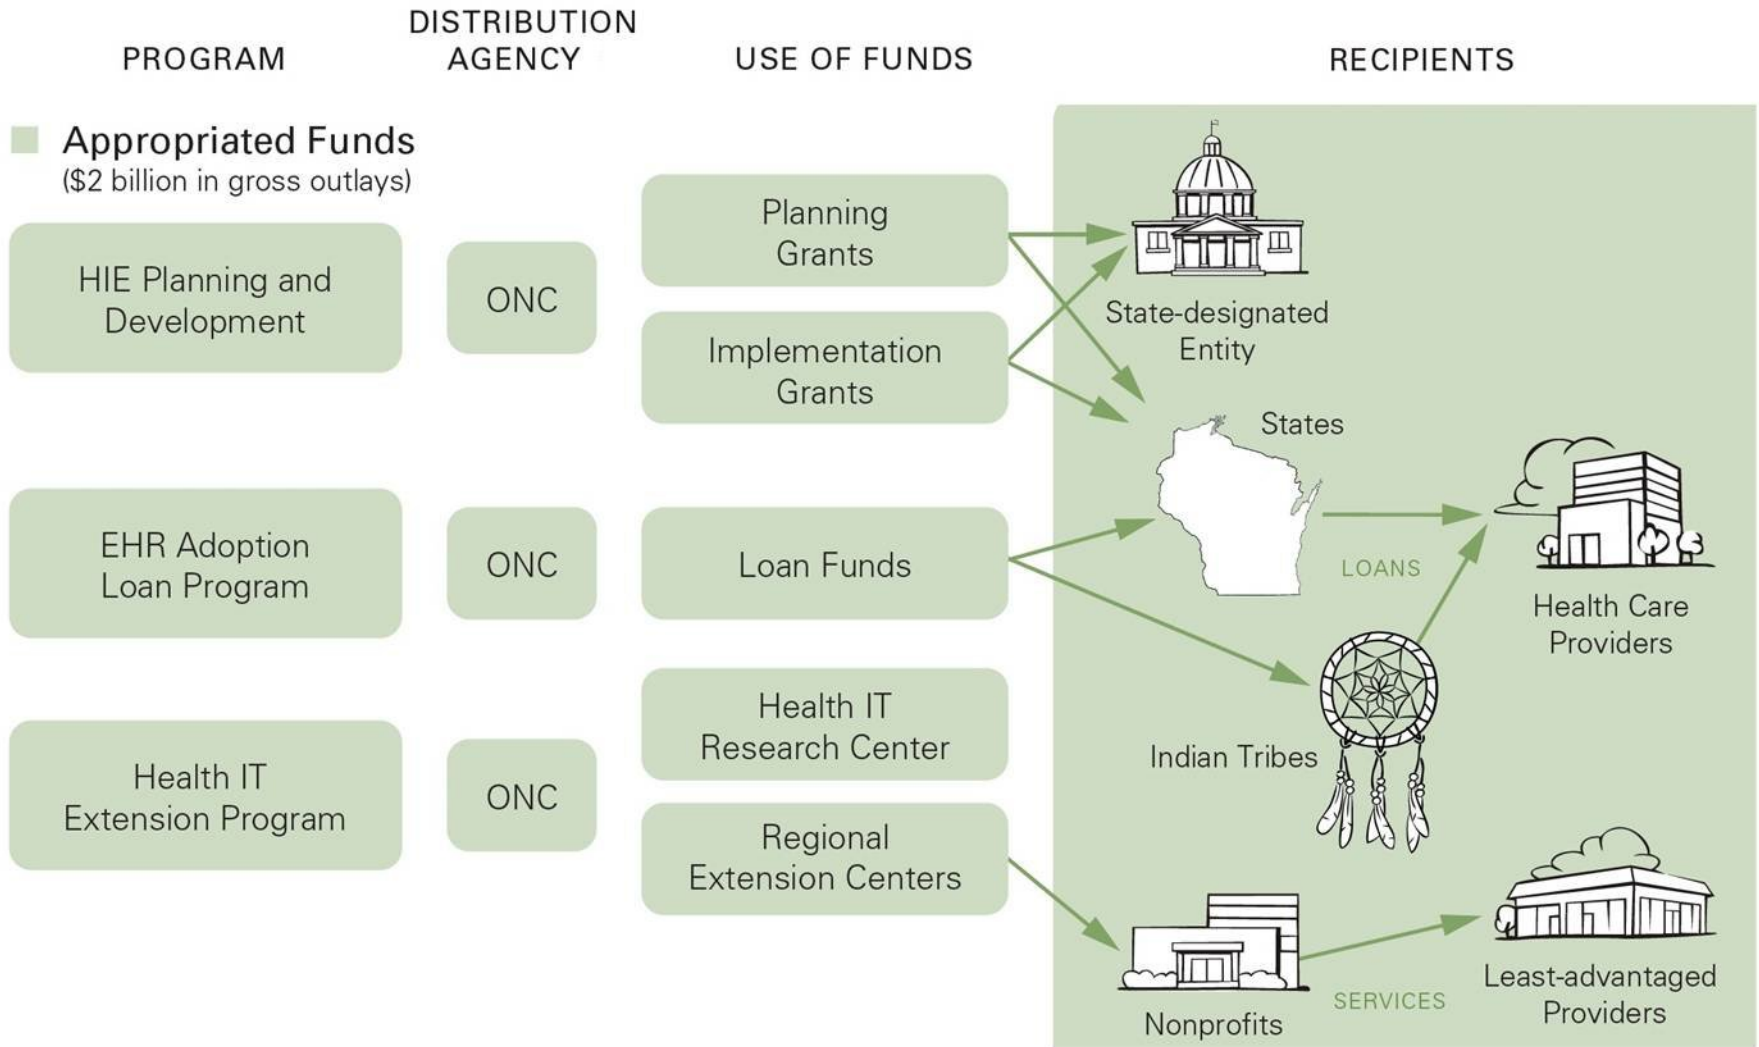 PROGRAM
DISTRIBUTION
AGENCY
USE OF FUNDS
RECIPIENTS
Appropriated Funds
($2 billion in gross outlays)
HIE Planning and
Development
ONC
Planning
Grants
Implementation
Grants
State-designated
Entity
States
EHR Adoption
Loan Program
ONC
Loan Funds
LOANS
Health Care
Providers
Indian Tribes
Health IT
Extension Program
ONC
Health IT
Research Center
Regional
Extension Centers
Nonprofits
SERVICES
Least-advantaged
Providers